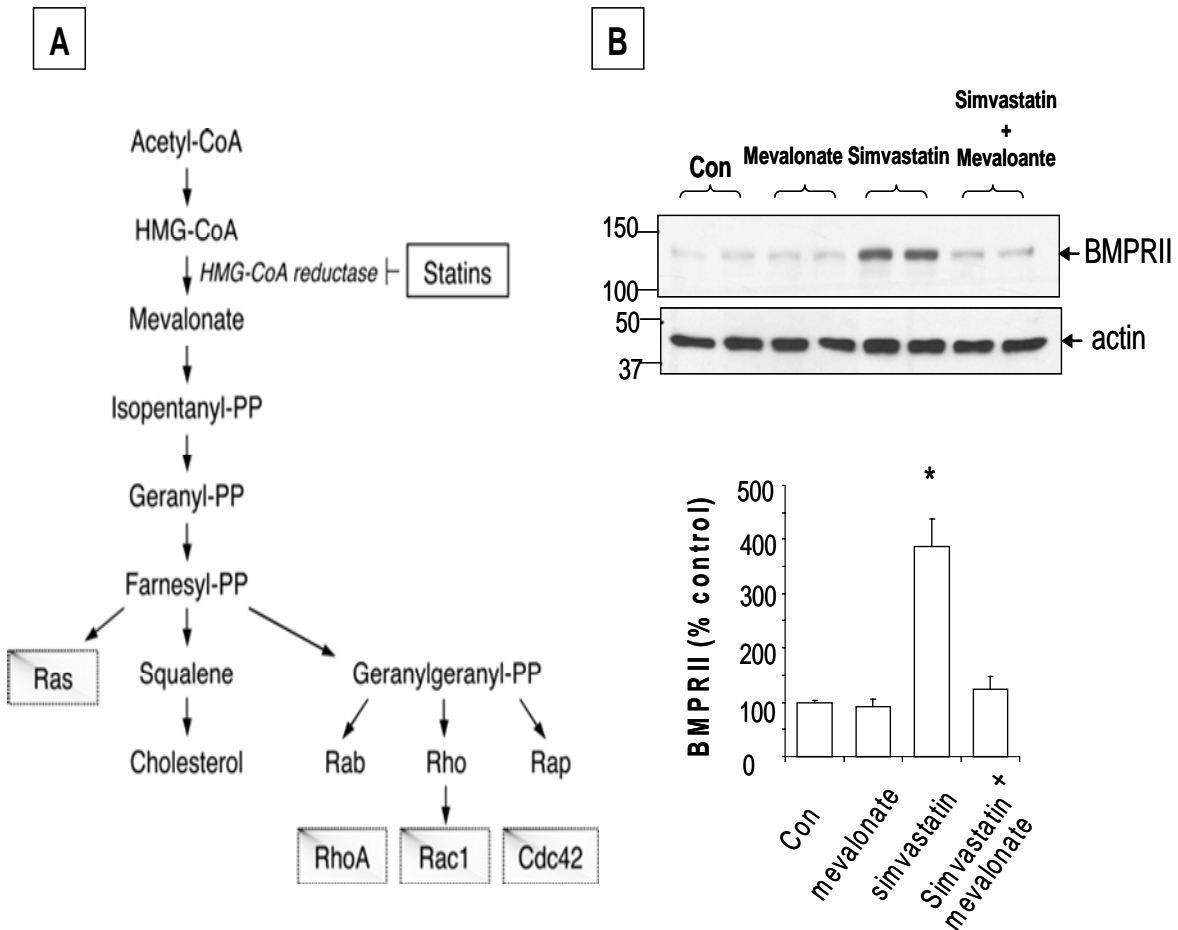 A
Acetyl-CoA
HMG-CoA
HMG-CoA reductase
Statins
Mevalonate
Isopentanyl-PP
Geranyl-PP
Farnesyl-PP
Ras
Squalene
Geranylgeranyl-PP
Cholesterol
Rab
Rho
Rap
RhoA
Rac1
Cdc42
B
Con
Mevalonate
Simvastatin
Simvastatin
+
Mevaloante
150
100
BMPRII
50
37
actin
BMPRII (% control)
500
400
300
200
100
0
*
Con
mevalonate
simvastatin
Simvastatin +
mevalonate